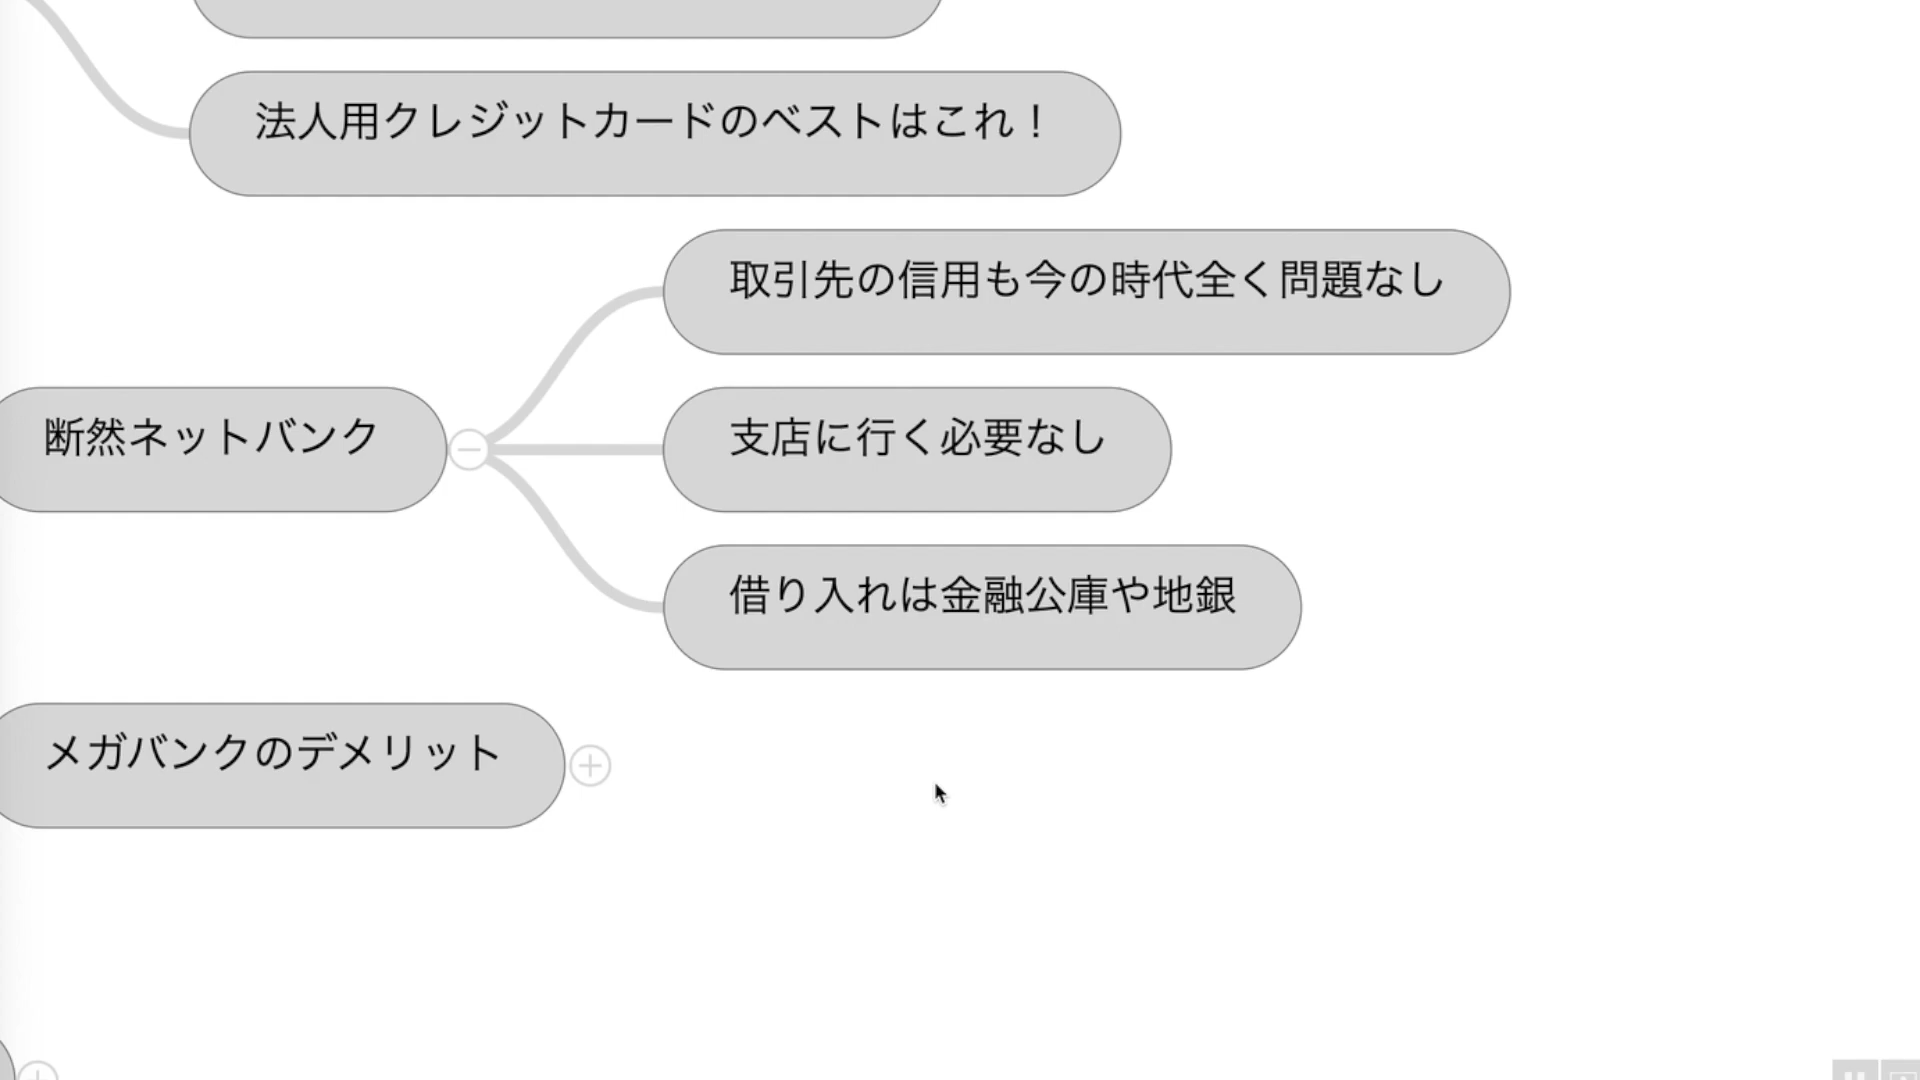 法人用クレジットカードのベストはこれ！
取引先の信用も今の時代全く問題なし
断然ネットバンク
支店に行く必要なし
借り入れは金融公庫や地銀
メガバンクのデメリット